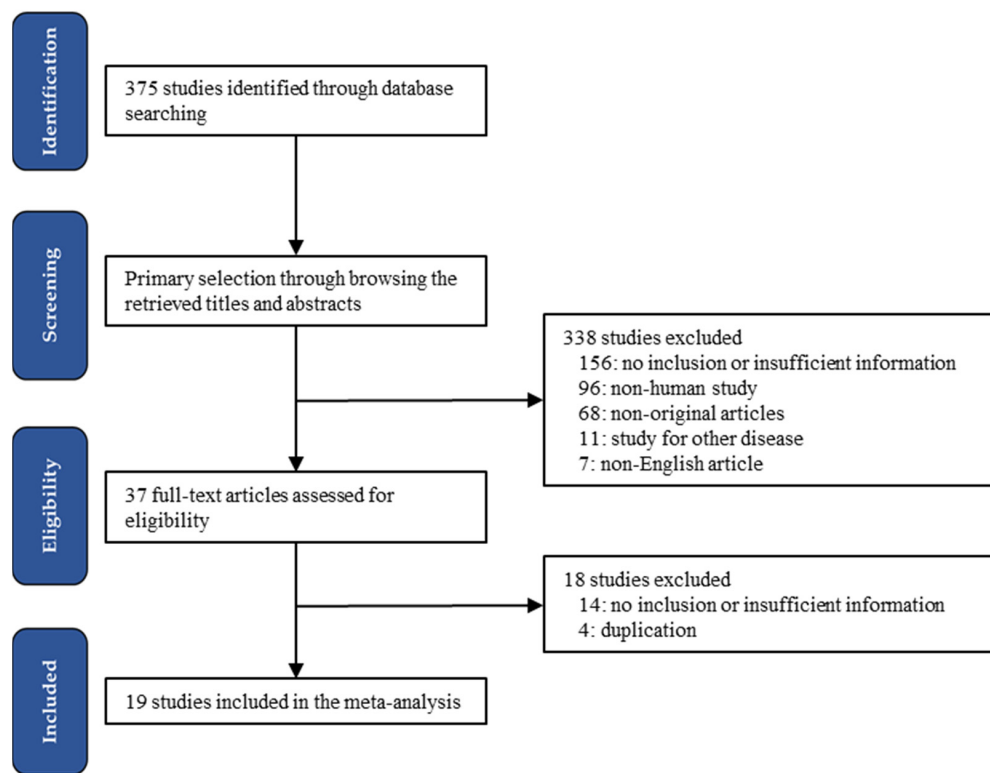 Identification
375 studies identified through database
searching
Screening
Primary selection through browsing the
retrieved titles and abstracts
338 studies excluded
156: no inclusion or insufficient information
96: non-human study
68: non-original articles
11: study for other disease
7: non-English article
Eligibility
37 full-text articles assessed for
eligibility
18 studies excluded
14: no inclusion or insufficient information
4: duplication
Included
19 studies included in the meta-analysis